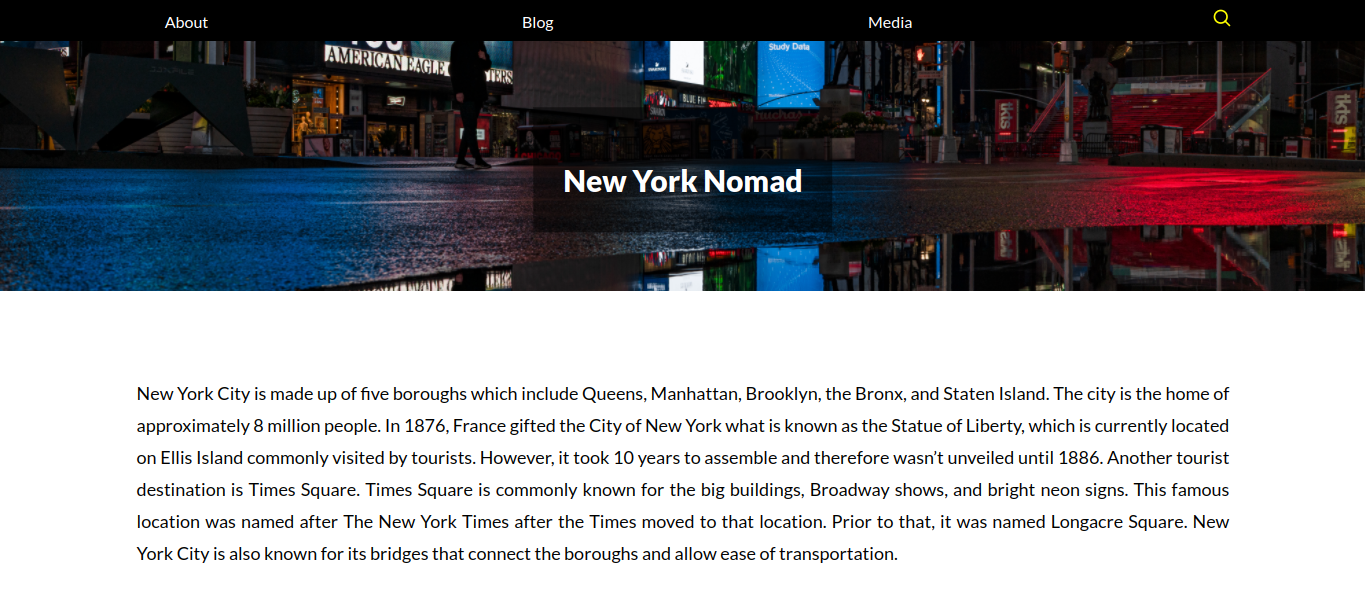 About Blog Media
AMERICAN EAGLE
Study Data
New York Nomad
New York City is made up of five boroughs which include Queens, Manhattan, Brooklyn, the Bronx, and Staten Island. The city is the home of
approximately 8 million people. In 1876, France gifted the City of New York what is known as the Statue of Liberty, which is currently located
on Ellis Island commonly visited by tourists. However, it took 10 years to assemble and therefore wasn't unveiled until 1886. Another tourist
destination is Times Square. Times Square is commonly known for the big buildings, Broadway shows, and bright neon signs. This famous
location was named after The New York Times after the Times moved to that location. Prior to that, it was named Longacre Square. New
York City is also known for its bridges that connect the boroughs and allow ease of transportation.